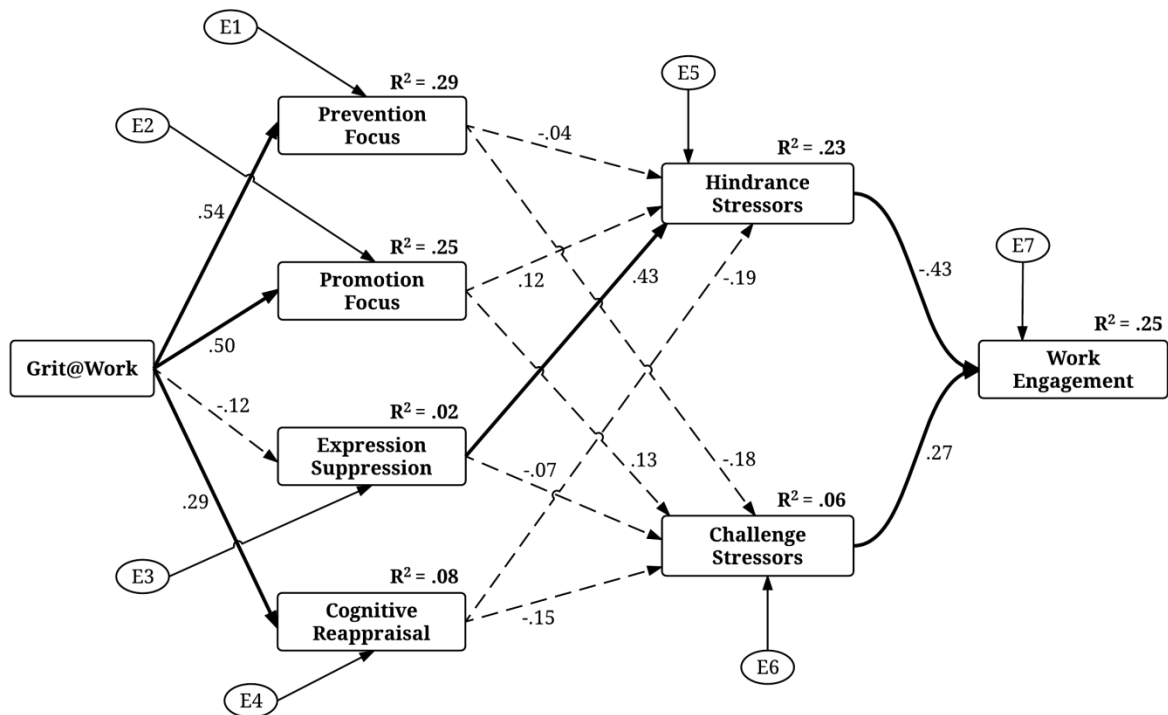 E1
R² = .29
Prevention
Focus
E2
.54
R² = .25
Promotion
Focus
.50
Grit@Work
-.12
R² = .02
Expression
Suppression
.29
E3
R² = .08
Cognitive
Reappraisal
E4
-.04
.12
.43
-.19
-.07
.13
-.18
-.15
E5
R² = .23
Hindrance
Stressors
R² = .06
Challenge
Stressors
E6
-.43
.27
E7
R² = .25
Work
Engagement